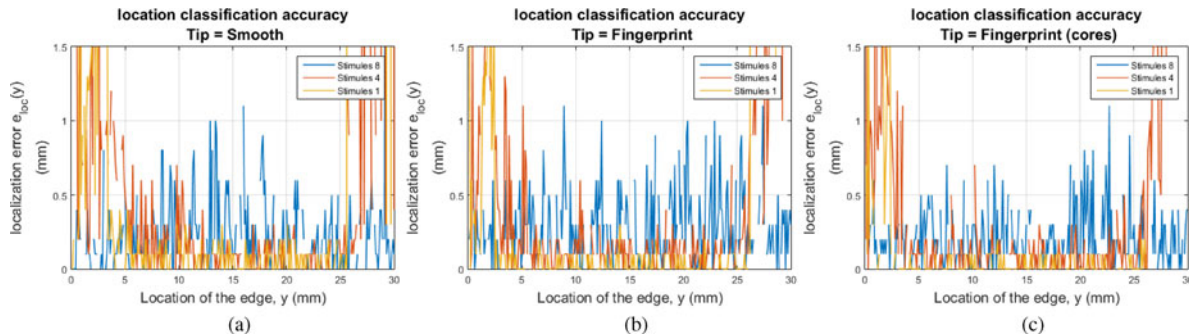 location classification accuracy
Tip = Smooth
localization error e_loc(y)
(mm)
1.5
1
0.5
0
Stimules 8
Stimules 4
Stimules 1
0 5 10 15 20 25 30
Location of the edge, y (mm)
(a)
location classification accuracy
Tip = Fingerprint
localization error e_loc(y)
(mm)
1.5
1
0.5
0
Stimules 8
Stimules 4
Stimules 1
0 5 10 15 20 25 30
Location of the edge, y (mm)
(b)
location classification accuracy
Tip = Fingerprint (cores)
localization error e_loc(y)
(mm)
1.5
1
0.5
0
Stimules 8
Stimules 4
Stimules 1
0 5 10 15 20 25 30
Location of the edge, y (mm)
(c)